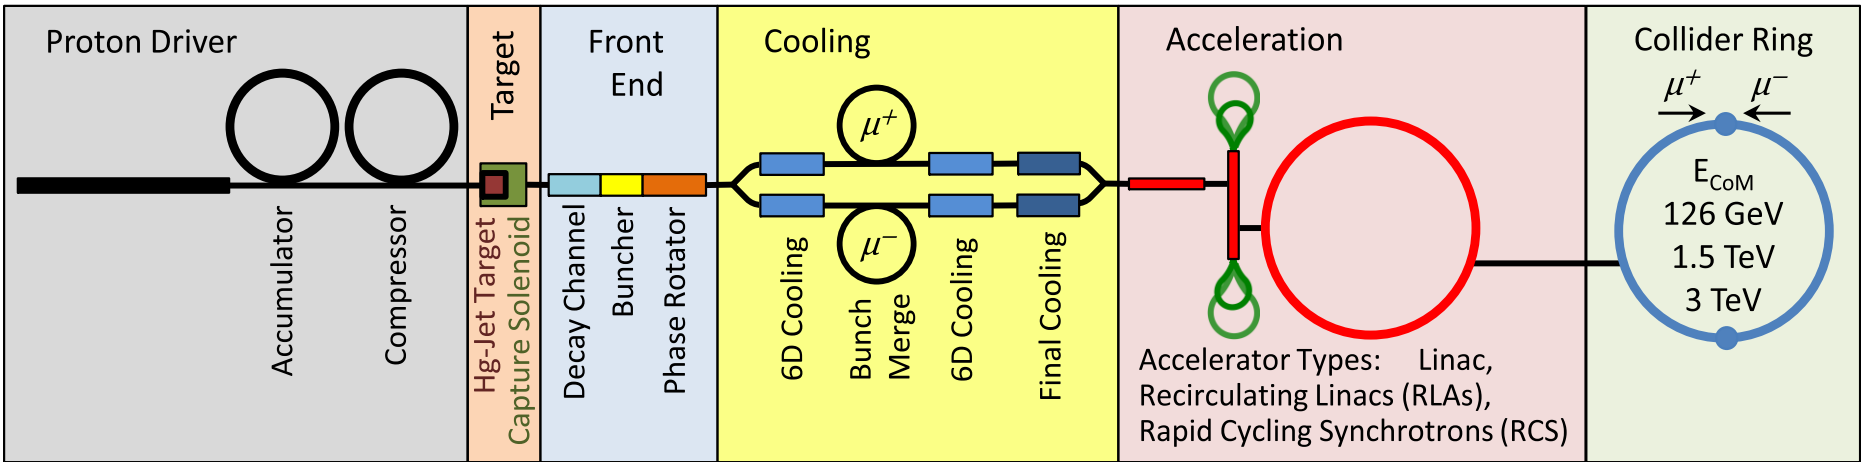 Proton Driver
Accumulator
Compressor
Target
Hg-Jet Target
Capture Solenoid
Front
End
Decay Channel
Buncher
Phase Rotator
Cooling
μ⁺
μ⁻
6D Cooling
Bunch
Merge
6D Cooling
Final Cooling
Acceleration
Accelerator Types: Linac,
Recirculating Linacs (RLAs),
Rapid Cycling Synchrotrons (RCS)
Collider Ring
μ⁺ μ⁻
E_CoM
126 GeV
1.5 TeV
3 TeV